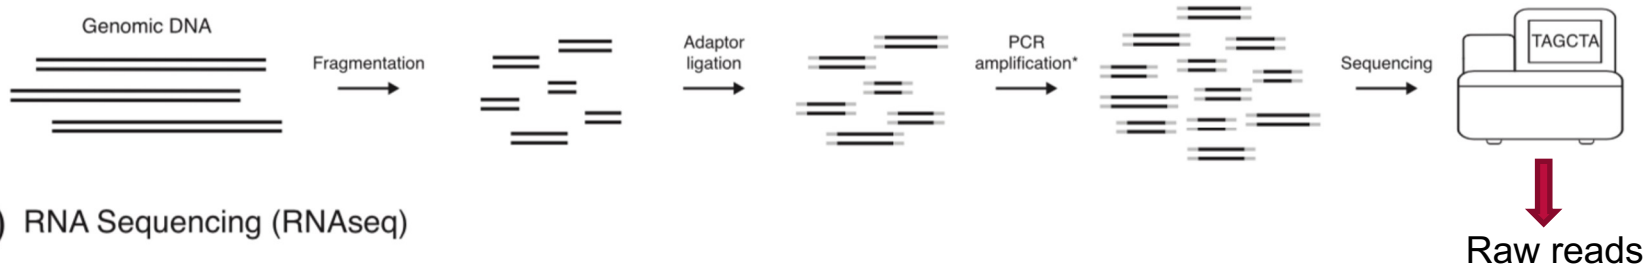 Genomic DNA
Fragmentation
Adaptor
ligation
PCR
amplification*
Sequencing
TAGCTA
) RNA Sequencing (RNAseq)
Raw reads